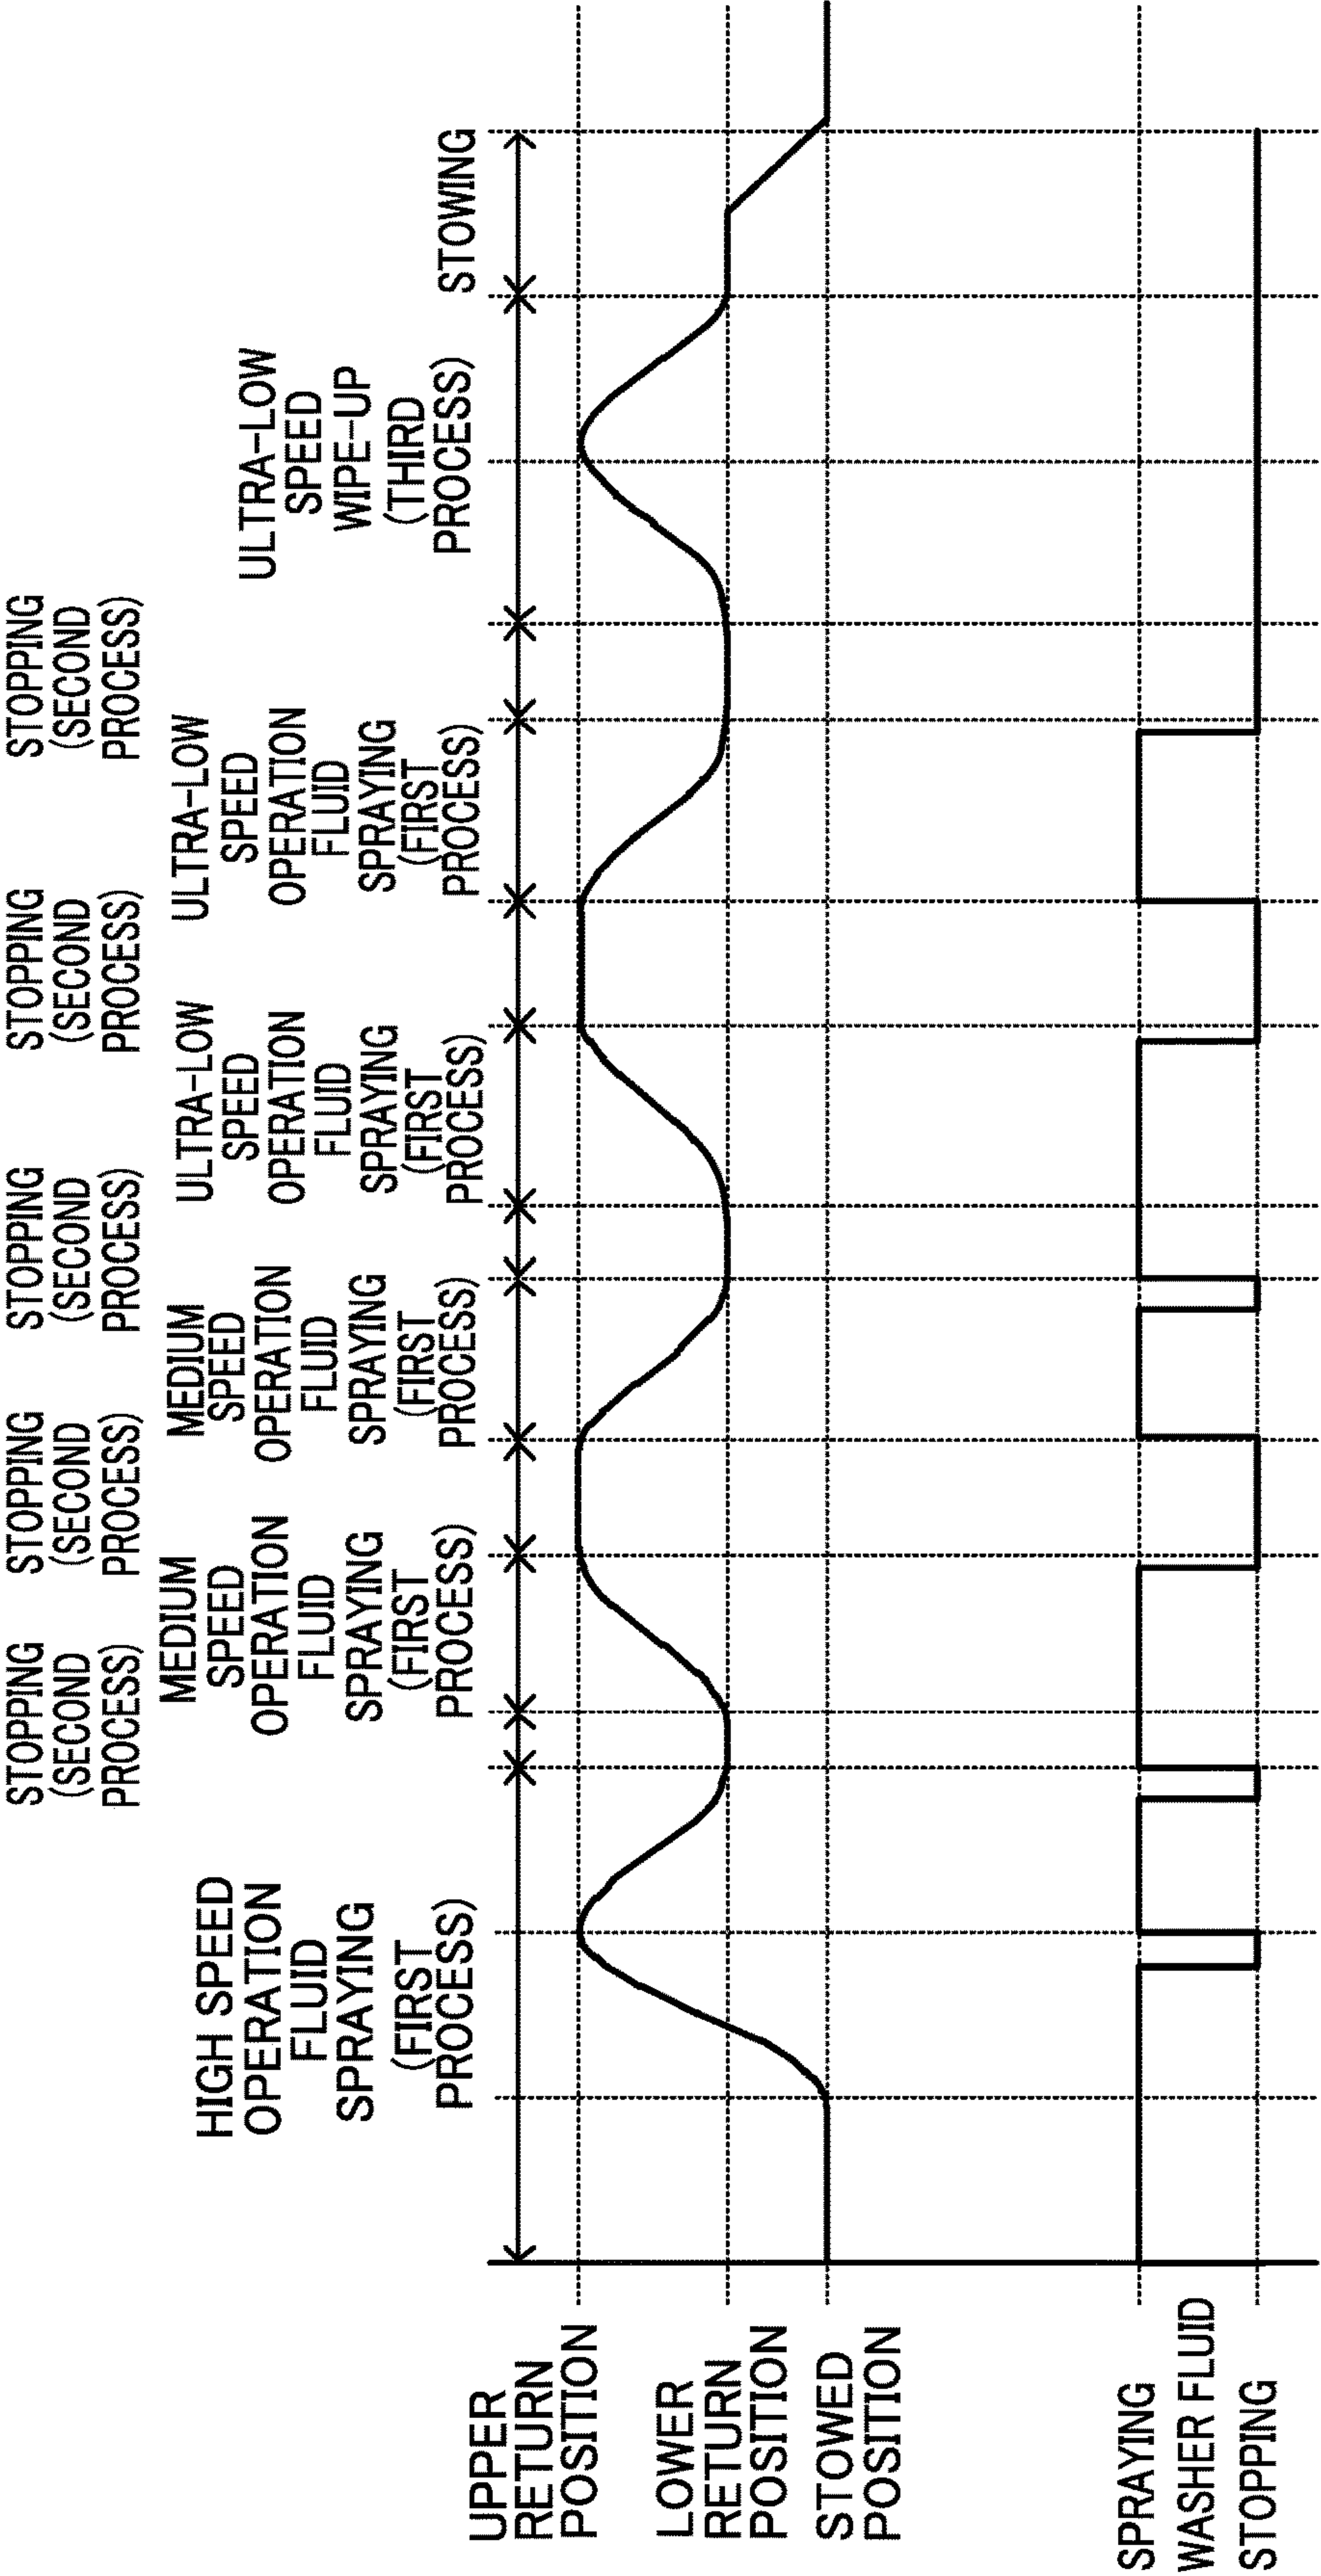 STOPPING
(SECOND
PROCESS)
STOPPING
(SECOND
PROCESS)
STOPPING
(SECOND
PROCESS)
STOPPING
(SECOND
PROCESS)
STOPPING
(SECOND
PROCESS)
HIGH SPEED
OPERATION
FLUID
SPRAYING
(FIRST
PROCESS)
MEDIUM
SPEED
OPERATION
FLUID
SPRAYING
(FIRST
PROCESS)
MEDIUM
SPEED
OPERATION
FLUID
SPRAYING
(FIRST
PROCESS)
ULTRA-LOW
SPEED
OPERATION
FLUID
SPRAYING
(FIRST
PROCESS)
ULTRA-LOW
SPEED
OPERATION
FLUID
SPRAYING
(FIRST
PROCESS)
ULTRA-LOW
SPEED
WIPE-UP
(THIRD
PROCESS)
STOWING
UPPER
RETURN
POSITION
LOWER
RETURN
POSITION
STOWED
POSITION
SPRAYING
WASHER FLUID
STOPPING